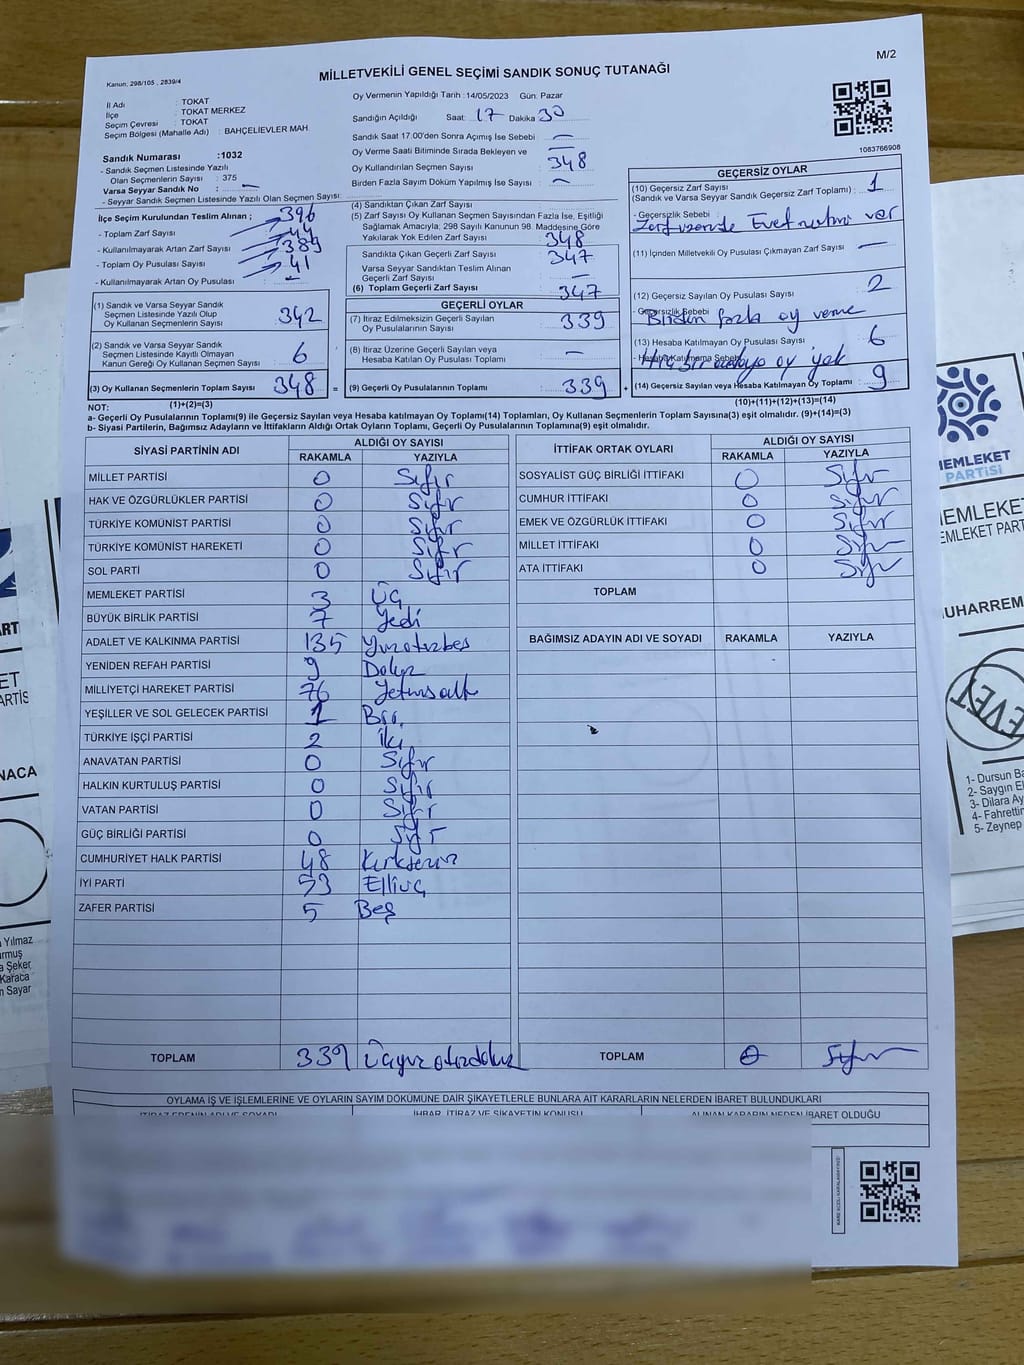 M/2
Kanun; 298/105 , 2839/4
MİLLETVEKİLİ GENEL SEÇİMİ SANDIK SONUÇ TUTANAĞI
İl Adı : TOKAT
İlçe : TOKAT MERKEZ
Seçim Çevresi : TOKAT
Seçim Bölgesi (Mahalle Adı) : BAHÇELİEVLER MAH
Sandık Numarası :1032
- Sandık Seçmen Listesinde Yazılı
Olan Seçmenlerin Sayısı : 375
Varsa Seyyar Sandık No : —
- Seyyar Sandık Seçmen Listesinde Yazılı Olan Seçmen Sayısı:
İlçe Seçim Kurulundan Teslim Alınan ; 396
- Toplam Zarf Sayısı 44
- Kullanılmayarak Artan Zarf Sayısı 389
- Toplam Oy Pusulası Sayısı 41
- Kullanılmayarak Artan Oy Pusulası :
Oy Vermenin Yapıldığı Tarih :14/05/2023 Gün: Pazar
Sandığın Açıldığı Saat: 17 Dakika 30
Sandık Saat 17.00'den Sonra Açımış İse Sebebi —
Oy Verme Saati Bitiminde Sırada Bekleyen ve —
Oy Kullandırılan Seçmen Sayısı 348
Birden Fazla Sayım Döküm Yapılmış İse Sayısı : —
(4) Sandıktan Çıkan Zarf Sayısı
(5) Zarf Sayısı Oy Kullanan Seçmen Sayısından Fazla İse, Eşitliği
Sağlamak Amacıyla; 298 Sayılı Kanunun 98. Maddesine Göre
Yakılarak Yok Edilen Zarf Sayısı 348
Sandıkta Çıkan Geçerli Zarf Sayısı 347
Varsa Seyyar Sandıktan Teslim Alınan
Geçerli Zarf Sayısı —
(6) Toplam Geçerli Zarf Sayısı 347
1083766908
GEÇERSİZ OYLAR
(10) Geçersiz Zarf Sayısı
(Sandık ve Varsa Seyyar Sandık Geçersiz Zarf Toplamı) : 1
- Geçersizlik Sebebi :
Zarf üzerinde Evet mührü var
(11) İçinden Milletvekili Oy Pusulası Çıkmayan Zarf Sayısı —
(12) Geçersiz Sayılan Oy Pusulası Sayısı 2
- Geçersizlik Sebebi
Birden fazla oy verme
(13) Hesaba Katılmayan Oy Pusulası Sayısı 6
- Hesaba Katılmama Sebebi
oy yok
(14) Geçersiz Sayılan veya Hesaba Katılmayan Oy Toplamı : 9
(10)+(11)+(12)+(13)=(14)
(1) Sandık ve Varsa Seyyar Sandık
Seçmen Listesinde Yazılı Olup
Oy Kullanan Seçmenlerin Sayısı 342
(2) Sandık ve Varsa Seyyar Sandık
Seçmen Listesinde Kayıtlı Olmayan
Kanun Gereği Oy Kullanan Seçmen Sayısı 6
(3) Oy Kullanan Seçmenlerin Toplam Sayısı 348 =
(1)+(2)=(3)
GEÇERLİ OYLAR
(7) İtiraz Edilmeksizin Geçerli Sayılan
Oy Pusulalarının Sayısı : 339
(8) İtiraz Üzerine Geçerli Sayılan veya
Hesaba Katılan Oy Pusulası Toplamı : —
(9) Geçerli Oy Pusulalarının Toplamı : 339 +
NOT:
a- Geçerli Oy Pusulalarının Toplamı(9) ile Geçersiz Sayılan veya Hesaba katılmayan Oy Toplamı(14) Toplamları, Oy Kullanan Seçmenlerin Toplam Sayısına(3) eşit olmalıdır. (9)+(14)=(3)
b- Siyasi Partilerin, Bağımsız Adayların ve İttifakların Aldığı Ortak Oyların Toplamı, Geçerli Oy Pusulalarının Toplamına(9) eşit olmalıdır.
SİYASİ PARTİNİN ADI ALDIĞI OY SAYISI
RAKAMLA YAZIYLA
MİLLET PARTİSİ 0 Sıfır
HAK VE ÖZGÜRLÜKLER PARTİSİ 0 Sıfır
TÜRKİYE KOMÜNİST PARTİSİ 0 Sıfır
TÜRKİYE KOMÜNİST HAREKETİ 0 Sıfır
SOL PARTİ 0 Sıfır
MEMLEKET PARTİSİ 3 Üç
BÜYÜK BİRLİK PARTİSİ 7 Yedi
ADALET VE KALKINMA PARTİSİ 135 Yüzotuzbeş
YENİDEN REFAH PARTİSİ 9 Dokuz
MİLLİYETÇİ HAREKET PARTİSİ 76 Yetmişaltı
YEŞİLLER VE SOL GELECEK PARTİSİ 1 Bir
TÜRKİYE İŞÇİ PARTİSİ 2 İki
ANAVATAN PARTİSİ 0 Sıfır
HALKIN KURTULUŞ PARTİSİ 0 Sıfır
VATAN PARTİSİ 0 Sıfır
GÜÇ BİRLİĞİ PARTİSİ 0 Sıfır
CUMHURİYET HALK PARTİSİ 48 Kırksekiz
İYİ PARTİ 53 Elliüç
ZAFER PARTİSİ 5 Beş
TOPLAM 339 Üçyüzotuzdokuz
İTTİFAK ORTAK OYLARI ALDIĞI OY SAYISI
RAKAMLA YAZIYLA
SOSYALİST GÜÇ BİRLİĞİ İTTİFAKI 0 Sıfır
CUMHUR İTTİFAKI 0 Sıfır
EMEK VE ÖZGÜRLÜK İTTİFAKI 0 Sıfır
MİLLET İTTİFAKI 0 Sıfır
ATA İTTİFAKI 0 Sıfır
TOPLAM
BAĞIMSIZ ADAYIN ADI VE SOYADI RAKAMLA YAZIYLA
TOPLAM 0 Sıfır
OYLAMA İŞ VE İŞLEMLERİNE VE OYLARIN SAYIM DÖKÜMÜNE DAİR ŞİKAYETLERLE BUNLARA AİT KARARLARIN NELERDEN İBARET BULUNDUKLARI
İTİRAZ EDENİN ADI VE SOYADI İHBAR, İTİRAZ VE ŞİKAYETİN KONUSU ALINAN KARARIN NEDEN İBARET OLDUĞU
MEMLEKET
PARTİSİ
EVET
1- Dursun
2- Saygın
3- Dilara
4- Fahrettin
5- Zeynep
NACA
Yılmaz
Şeker
Karaca
Sayar